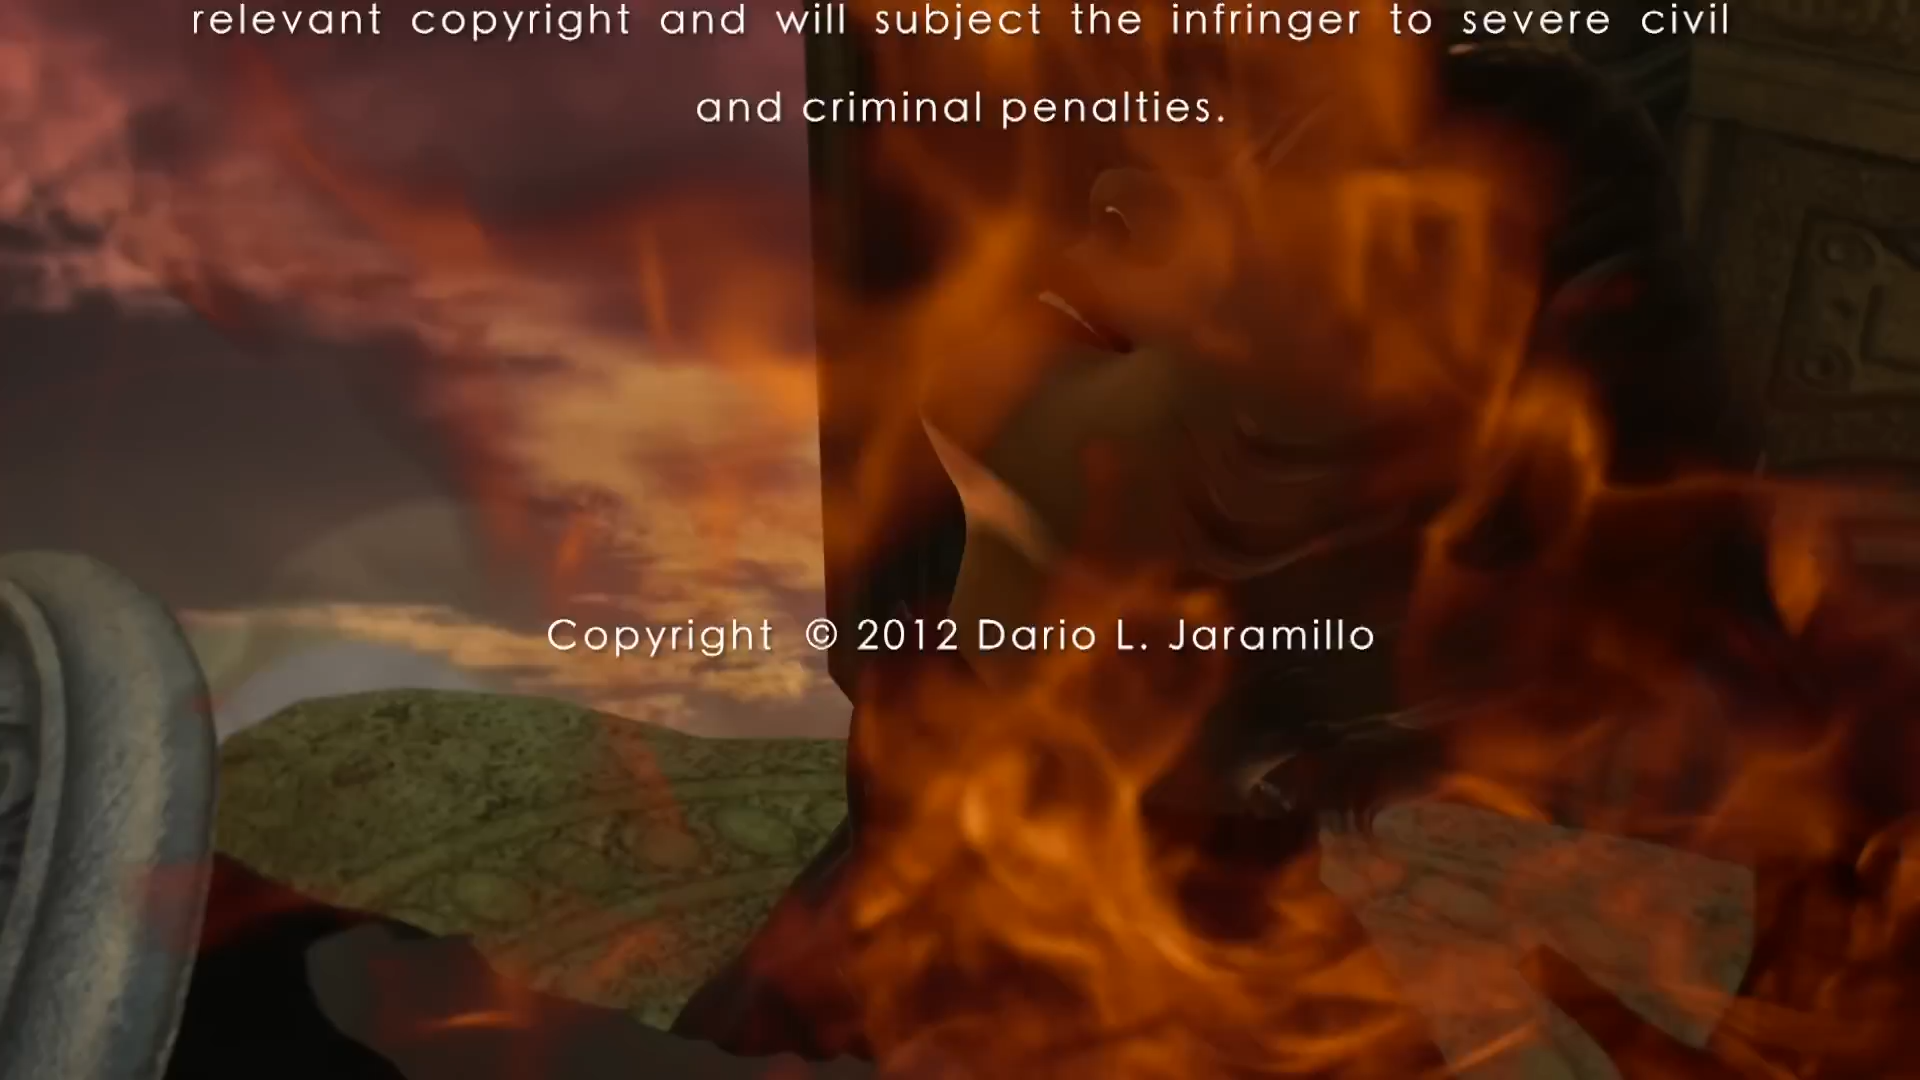 relevant copyright and will subject the infringer to severe civil
and criminal penalties.
Copyright © 2012 Dario L. Jaramillo